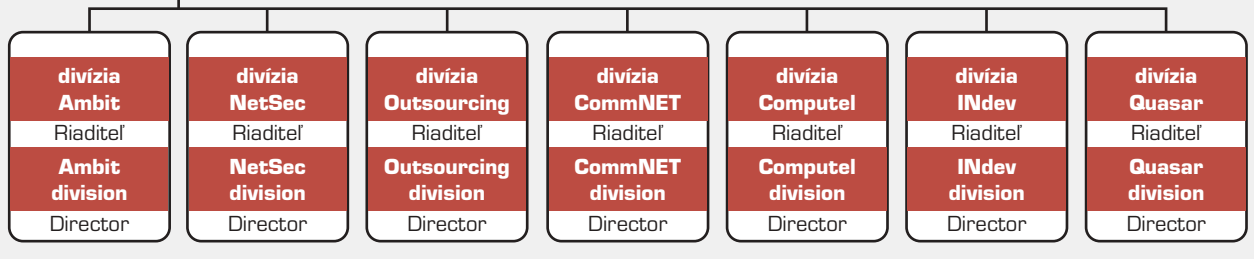 divízia
Ambit
Riaditeľ
Ambit
division
Director
divízia
NetSec
Riaditeľ
NetSec
division
Director
divízia
Outsourcing
Riaditeľ
Outsourcing
division
Director
divízia
CommNET
Riaditeľ
CommNET
division
Director
divízia
Computel
Riaditeľ
Computel
division
Director
divízia
INdev
Riaditeľ
INdev
division
Director
divízia
Quasar
Riaditeľ
Quasar
division
Director